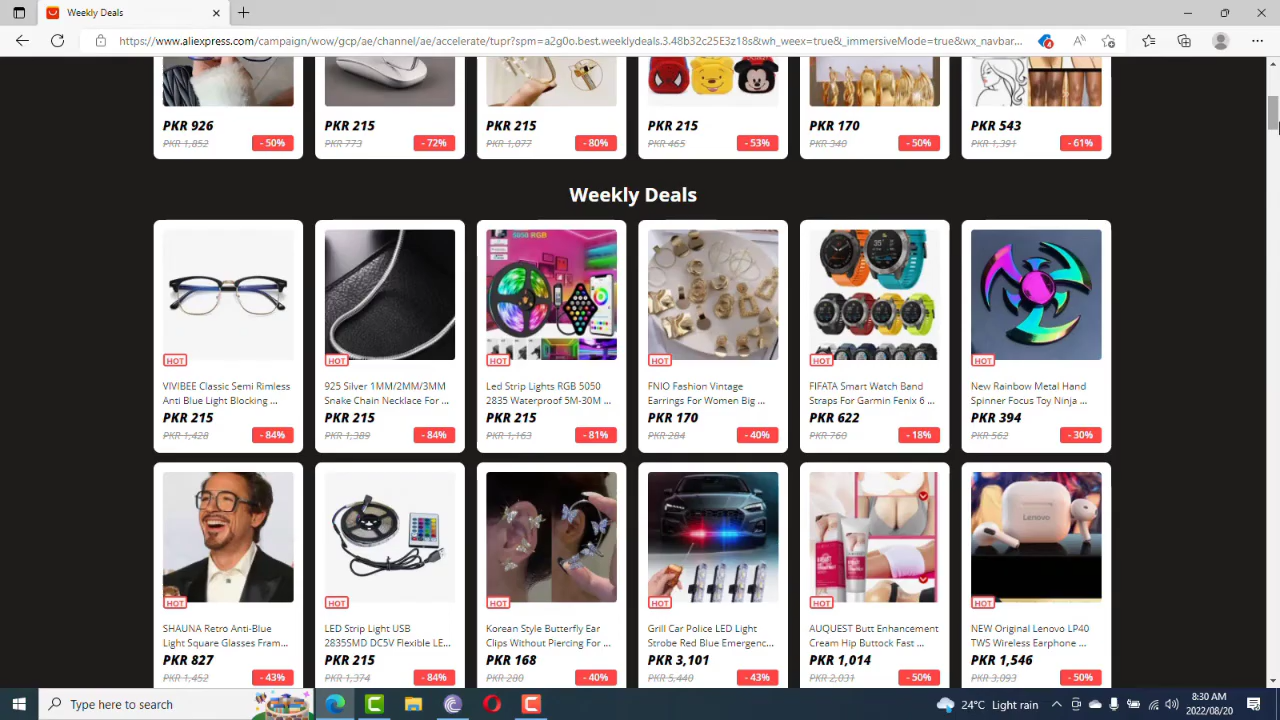 Weekly Deals
https://www.aliexpress.com/campaign/wow/gcp/ae/channel/ae/accelerate/tupr?spm=a2g0o.best.weeklydeals.3.48b32c25E3z18s&wh_weex=true&_immersiveMode=true&wx_navbar...
PKR 926
PKR 1,852
- 50%
PKR 215
PKR 773
- 72%
PKR 215
PKR 1,077
- 80%
PKR 215
PKR 465
- 53%
PKR 170
PKR 340
- 50%
PKR 543
PKR 1,391
- 61%
Weekly Deals
HOT
VIVIBEE Classic Semi Rimless
Anti Blue Light Blocking ...
PKR 215
PKR 1,428
- 84%
HOT
925 Silver 1MM/2MM/3MM
Snake Chain Necklace For ...
PKR 215
PKR 1,389
- 84%
5050 RGB
HOT
Led Strip Lights RGB 5050
2835 Waterproof 5M-30M ...
PKR 215
PKR 1,163
- 81%
HOT
FNIO Fashion Vintage
Earrings For Women Big ...
PKR 170
PKR 284
- 40%
35°
HOT
FIFATA Smart Watch Band
Straps For Garmin Fenix 6 ...
PKR 622
PKR 760
- 18%
HOT
New Rainbow Metal Hand
Spinner Focus Toy Ninja ...
PKR 394
PKR 562
- 30%
HOT
SHAUNA Retro Anti-Blue
Light Square Glasses Fram...
PKR 827
PKR 1,452
- 43%
HOT
LED Strip Light USB
2835SMD DC5V Flexible LE...
PKR 215
PKR 1,374
- 84%
HOT
Korean Style Butterfly Ear
Clips Without Piercing For ...
PKR 168
PKR 280
- 40%
HOT
Grill Car Police LED Light
Strobe Red Blue Emergenc...
PKR 3,101
PKR 5,440
- 43%
HOT
AUQUEST Butt Enhancement
Cream Hip Buttock Fast ...
PKR 1,014
PKR 2,031
- 50%
Lenovo
HOT
NEW Original Lenovo LP40
TWS Wireless Earphone ...
PKR 1,546
PKR 3,093
- 50%
Type here to search
24°C Light rain
8:30 AM
2022/08/20